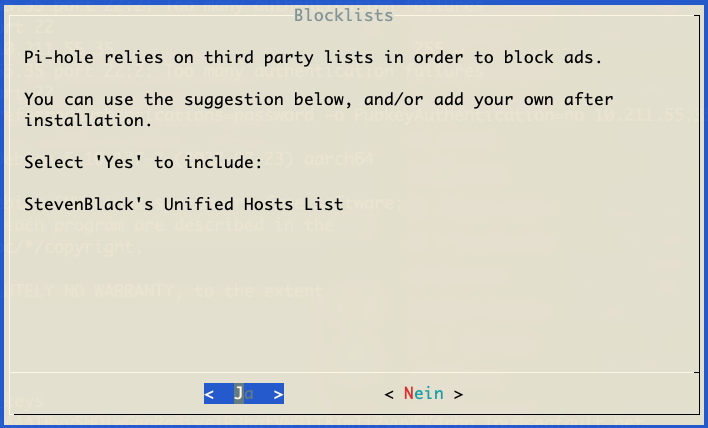 Blocklists
Pi-hole relies on third party lists in order to block ads.
You can use the suggestion below, and/or add your own after
installation.
Select 'Yes' to include:
StevenBlack's Unified Hosts List
< Ja > < Nein >